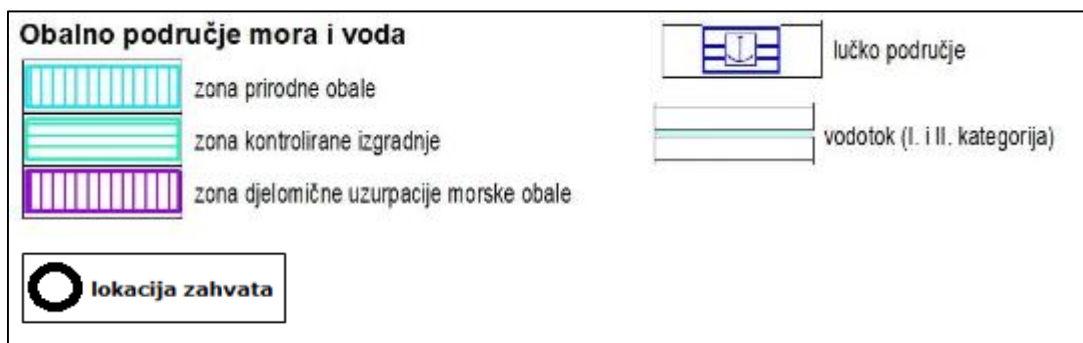 Obalno područje mora i voda
zona prirodne obale
zona kontrolirane izgradnje
zona djelomične uzurpacije morske obale
lokacija zahvata
lučko područje
vodotok (I. i II. kategorija)